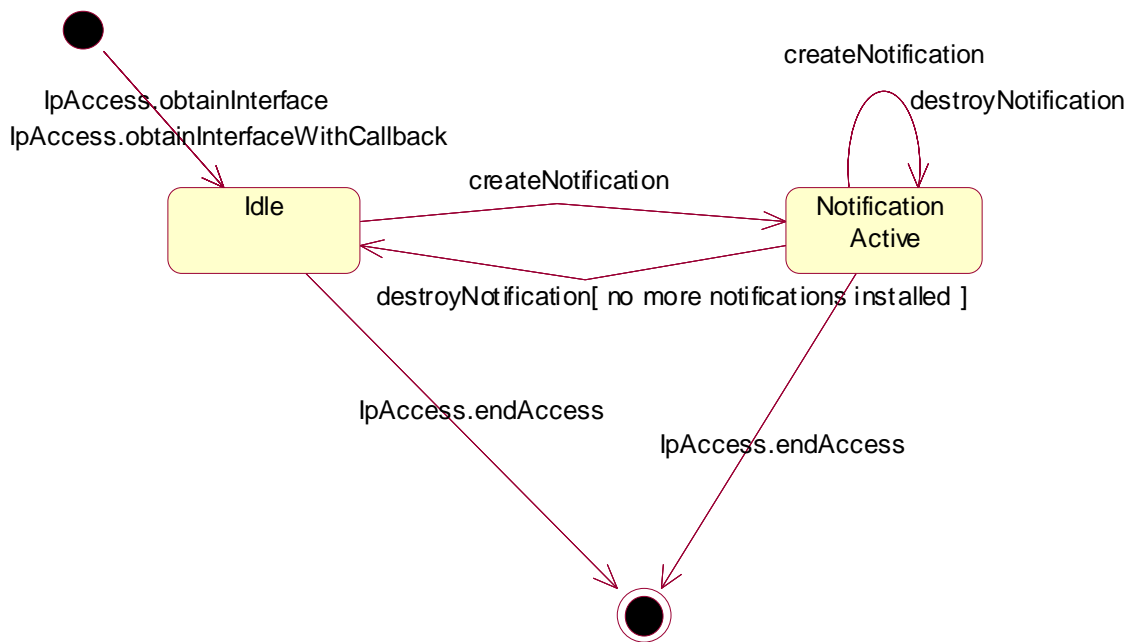 createNotification
destroyNotification
IpAccess.obtainInterface
IpAccess.obtainInterfaceWithCallback
createNotification
Idle
Notification
Active
destroyNotification[ no more notifications installed ]
IpAccess.endAccess
IpAccess.endAccess